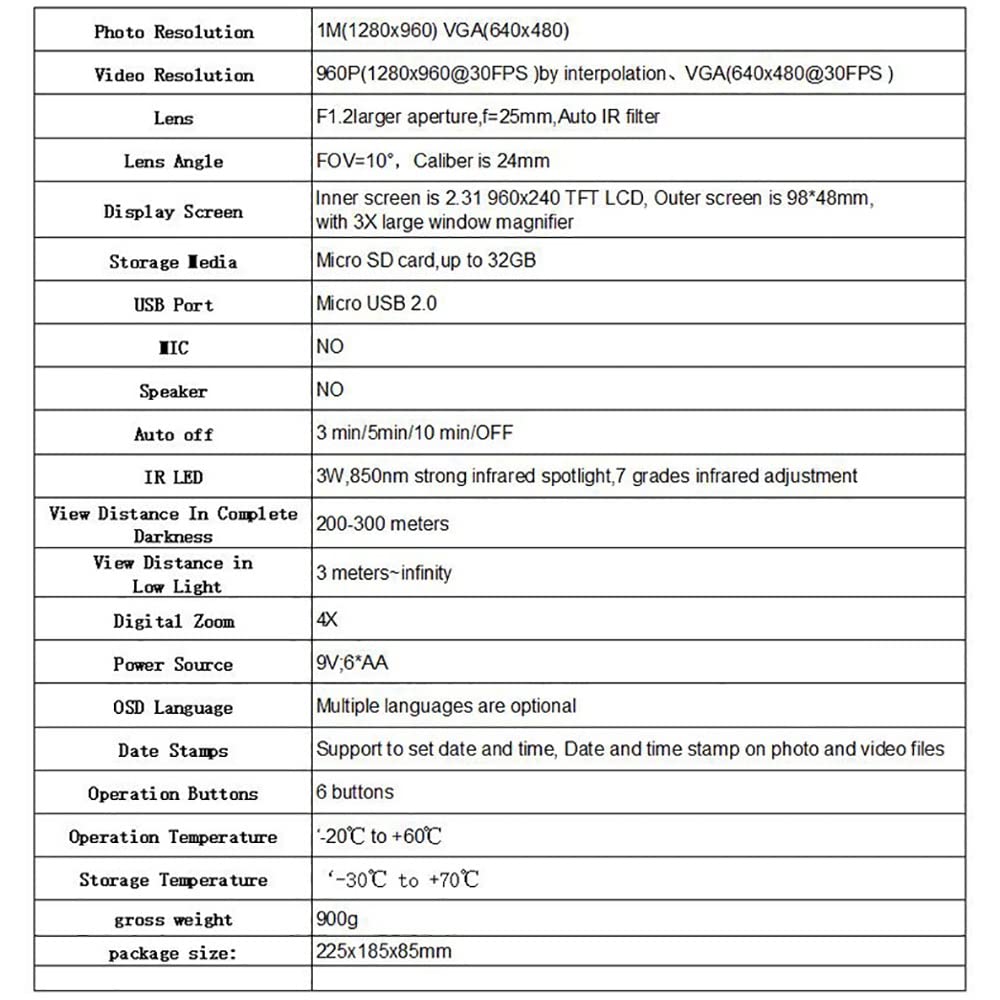 Photo Resolution 1M(1280x960) VGA(640x480)
Video Resolution 960P(1280x960@30FPS )by interpolation、VGA(640x480@30FPS )
Lens F1.2larger aperture,f=25mm,Auto IR filter
Lens Angle FOV=10°，Caliber is 24mm
Display Screen Inner screen is 2.31 960x240 TFT LCD, Outer screen is 98*48mm,
with 3X large window magnifier
Storage Media Micro SD card,up to 32GB
USB Port Micro USB 2.0
MIC NO
Speaker NO
Auto off 3 min/5min/10 min/OFF
IR LED 3W,850nm strong infrared spotlight,7 grades infrared adjustment
View Distance In Complete
Darkness 200-300 meters
View Distance in
Low Light 3 meters~infinity
Digital Zoom 4X
Power Source 9V;6*AA
OSD Language Multiple languages are optional
Date Stamps Support to set date and time, Date and time stamp on photo and video files
Operation Buttons 6 buttons
Operation Temperature ‘-20℃ to +60℃
Storage Temperature ‘-30℃ to +70℃
gross weight 900g
package size: 225x185x85mm